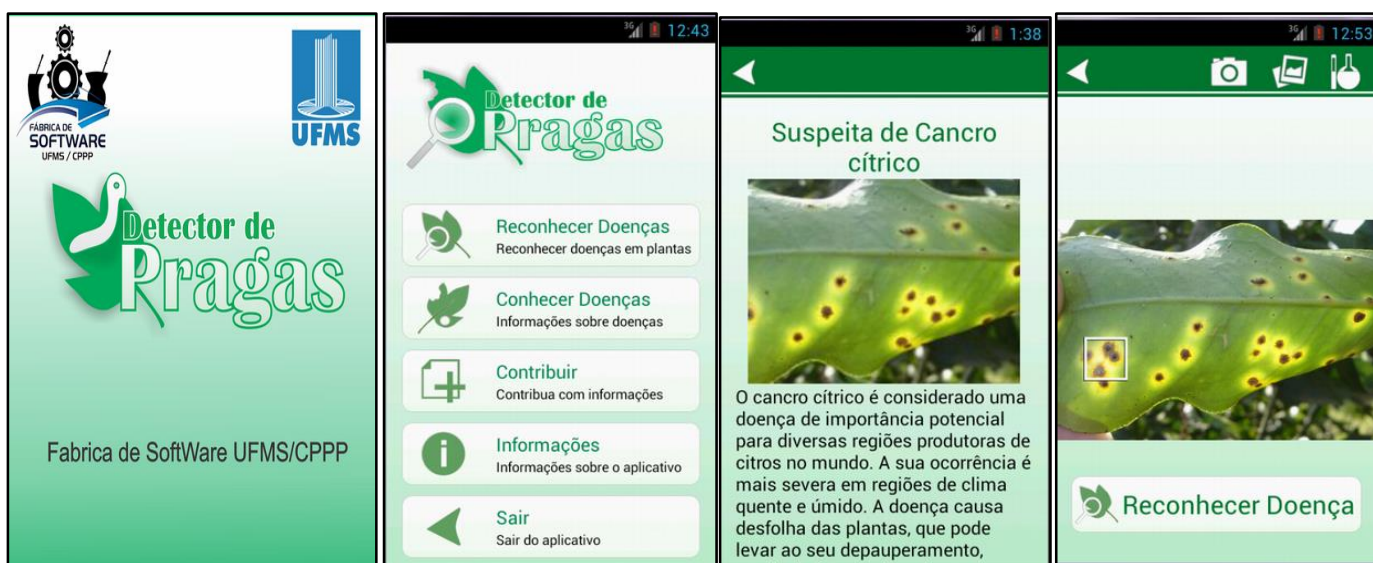 FÁBRICA DE
SOFTWARE
UFMS / CPPP
UFMS
Detector de
Pragas
Fabrica de SoftWare UFMS/CPPP
3G 12:43
Detector de
Pragas
Reconhecer Doenças
Reconhecer doenças em plantas
Conhecer Doenças
Informações sobre doenças
Contribuir
Contribua com informações
Informações
Informações sobre o aplicativo
Sair
Sair do aplicativo
3G 1:38
Suspeita de Cancro
cítrico
O cancro cítrico é considerado uma
doença de importância potencial
para diversas regiões produtoras de
citros no mundo. A sua ocorrência é
mais severa em regiões de clima
quente e úmido. A doença causa
desfolha das plantas, que pode
levar ao seu depauperamento,
3G 12:53
Reconhecer Doença